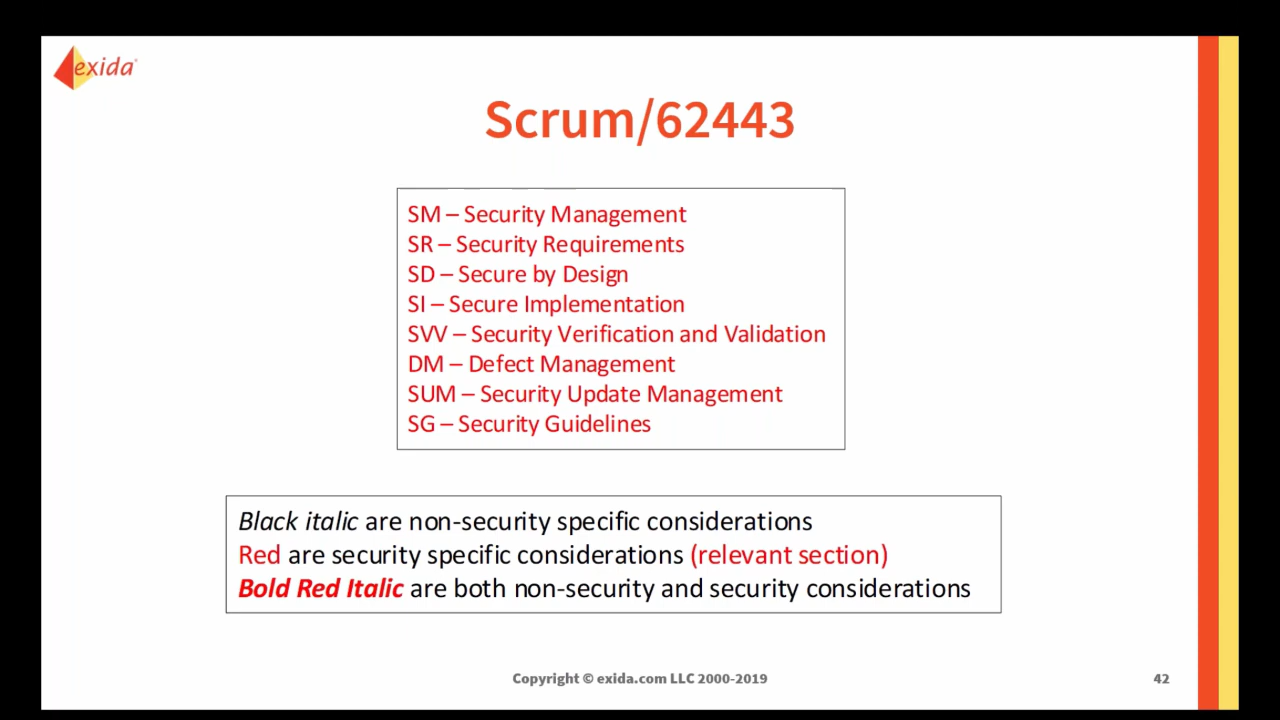 exida
Scrum/62443
SM – Security Management
SR – Security Requirements
SD – Secure by Design
SI – Secure Implementation
SVV – Security Verification and Validation
DM – Defect Management
SUM – Security Update Management
SG – Security Guidelines
Black italic are non-security specific considerations
Red are security specific considerations (relevant section)
Bold Red Italic are both non-security and security considerations
Copyright © exida.com LLC 2000-2019
42